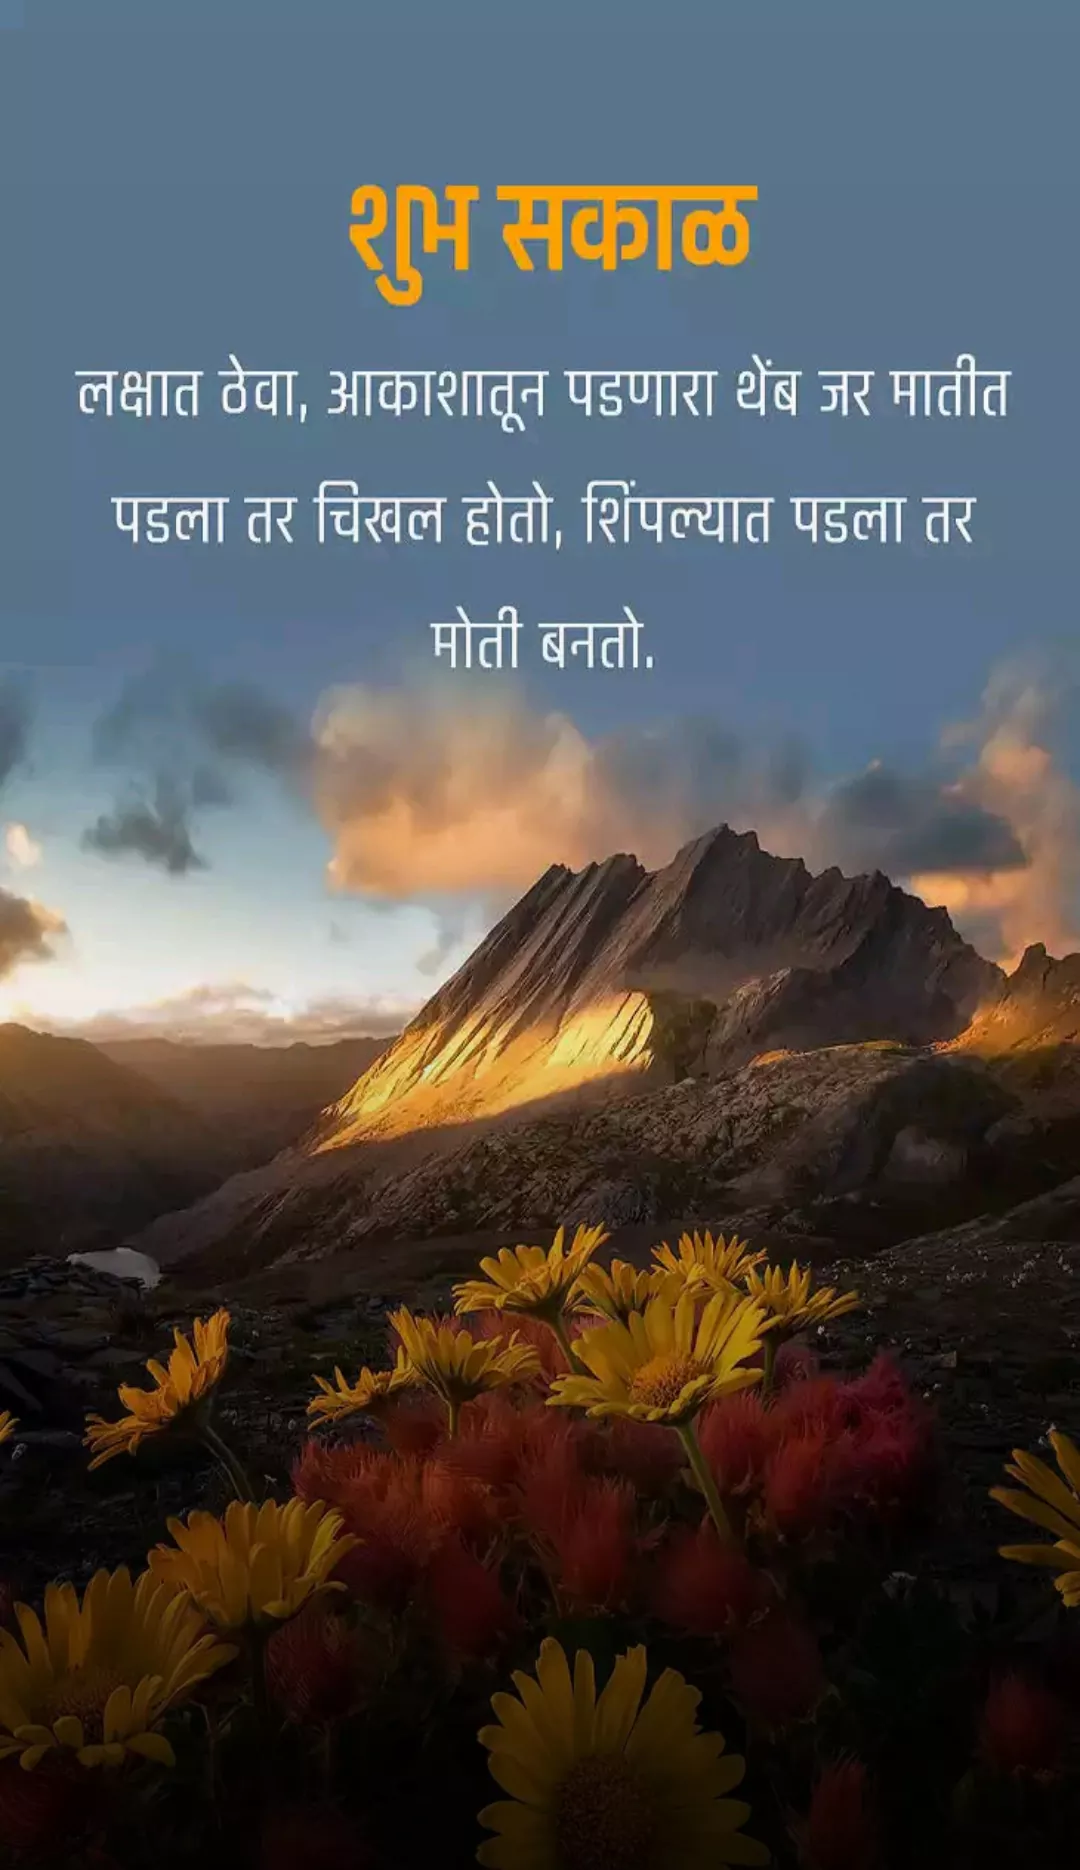 शुभ सकाळ
लक्षात ठेवा, आकाशातून पडणारा थेंब जर मातीत
पडला तर चिखल होतो, शिंपल्यात पडला तर
मोती बनतो.